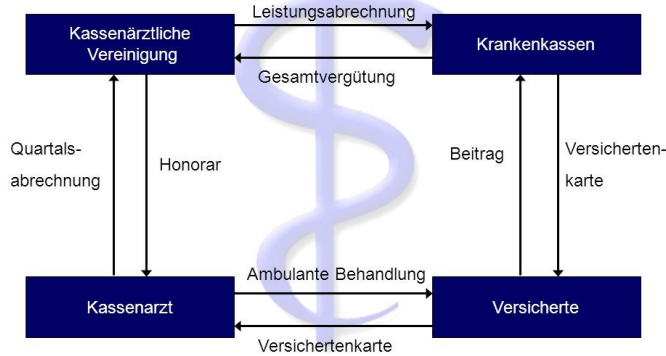 Leistungsabrechnung
Kassenärztliche
Vereinigung
Krankenkassen
Gesamtvergütung
Quartals-
abrechnung
Honorar
Beitrag
Versicherten-
karte
Ambulante Behandlung
Kassenarzt
Versicherte
Versichertenkarte